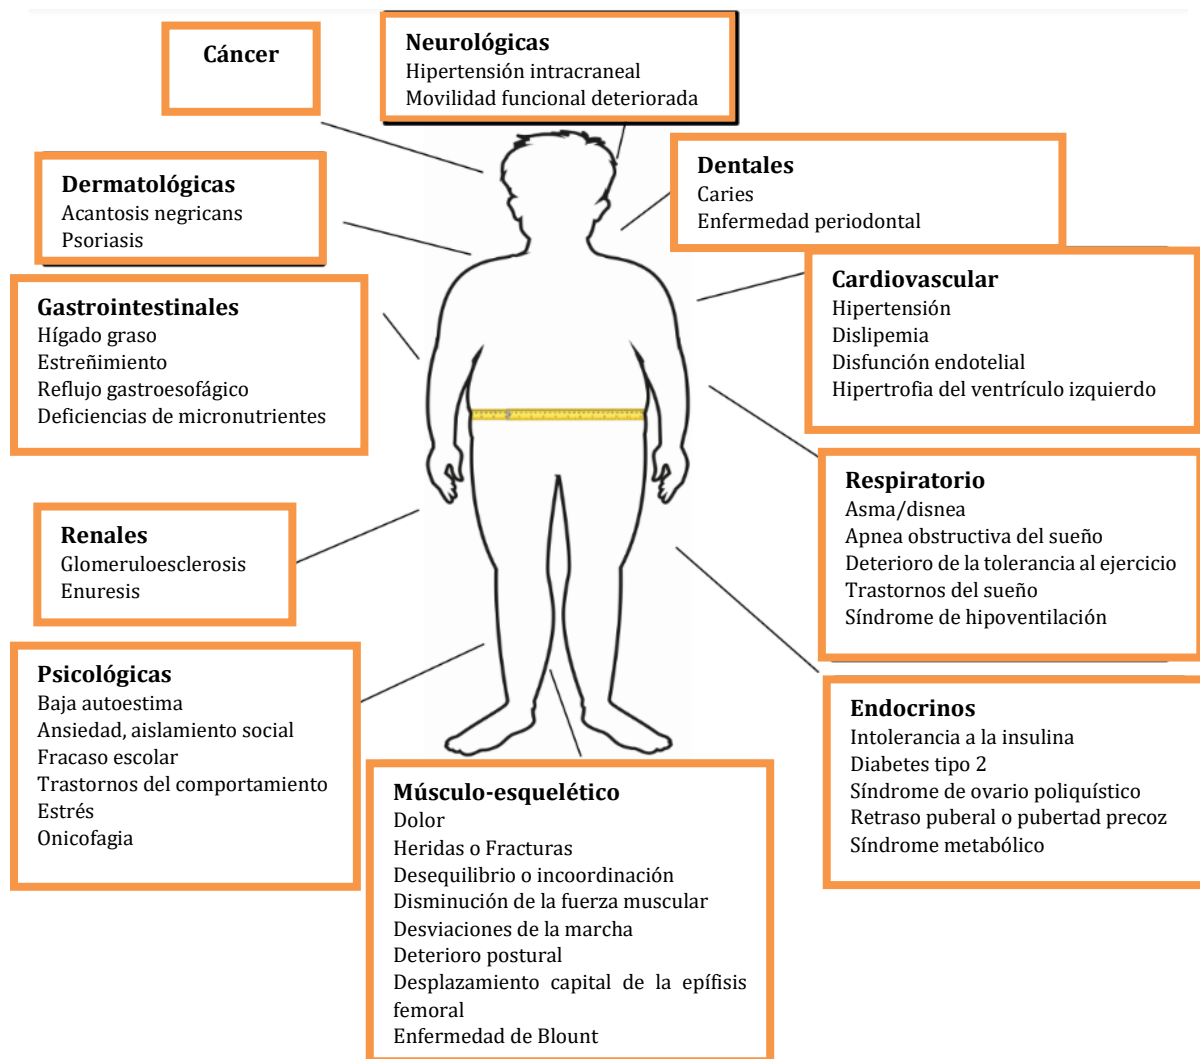 Cáncer
Neurológicas
Hipertensión intracraneal
Movilidad funcional deteriorada
Dermatológicas
Acantosis negricans
Psoriasis
Dentales
Caries
Enfermedad periodontal
Gastrointestinales
Hígado graso
Estreñimiento
Reflujo gastroesofágico
Deficiencias de micronutrientes
Cardiovascular
Hipertensión
Dislipemia
Disfunción endotelial
Hipertrofia del ventrículo izquierdo
Renales
Glomeruloesclerosis
Enuresis
Respiratorio
Asma/disnea
Apnea obstructiva del sueño
Deterioro de la tolerancia al ejercicio
Trastornos del sueño
Síndrome de hipoventilación
Psicológicas
Baja autoestima
Ansiedad, aislamiento social
Fracaso escolar
Trastornos del comportamiento
Estrés
Onicofagia
Endocrinos
Intolerancia a la insulina
Diabetes tipo 2
Síndrome de ovario poliquístico
Retraso puberal o pubertad precoz
Síndrome metabólico
Músculo-esquelético
Dolor
Heridas o Fracturas
Desequilibrio o incoordinación
Disminución de la fuerza muscular
Desviaciones de la marcha
Deterioro postural
Desplazamiento capital de la epífisis
femoral
Enfermedad de Blount